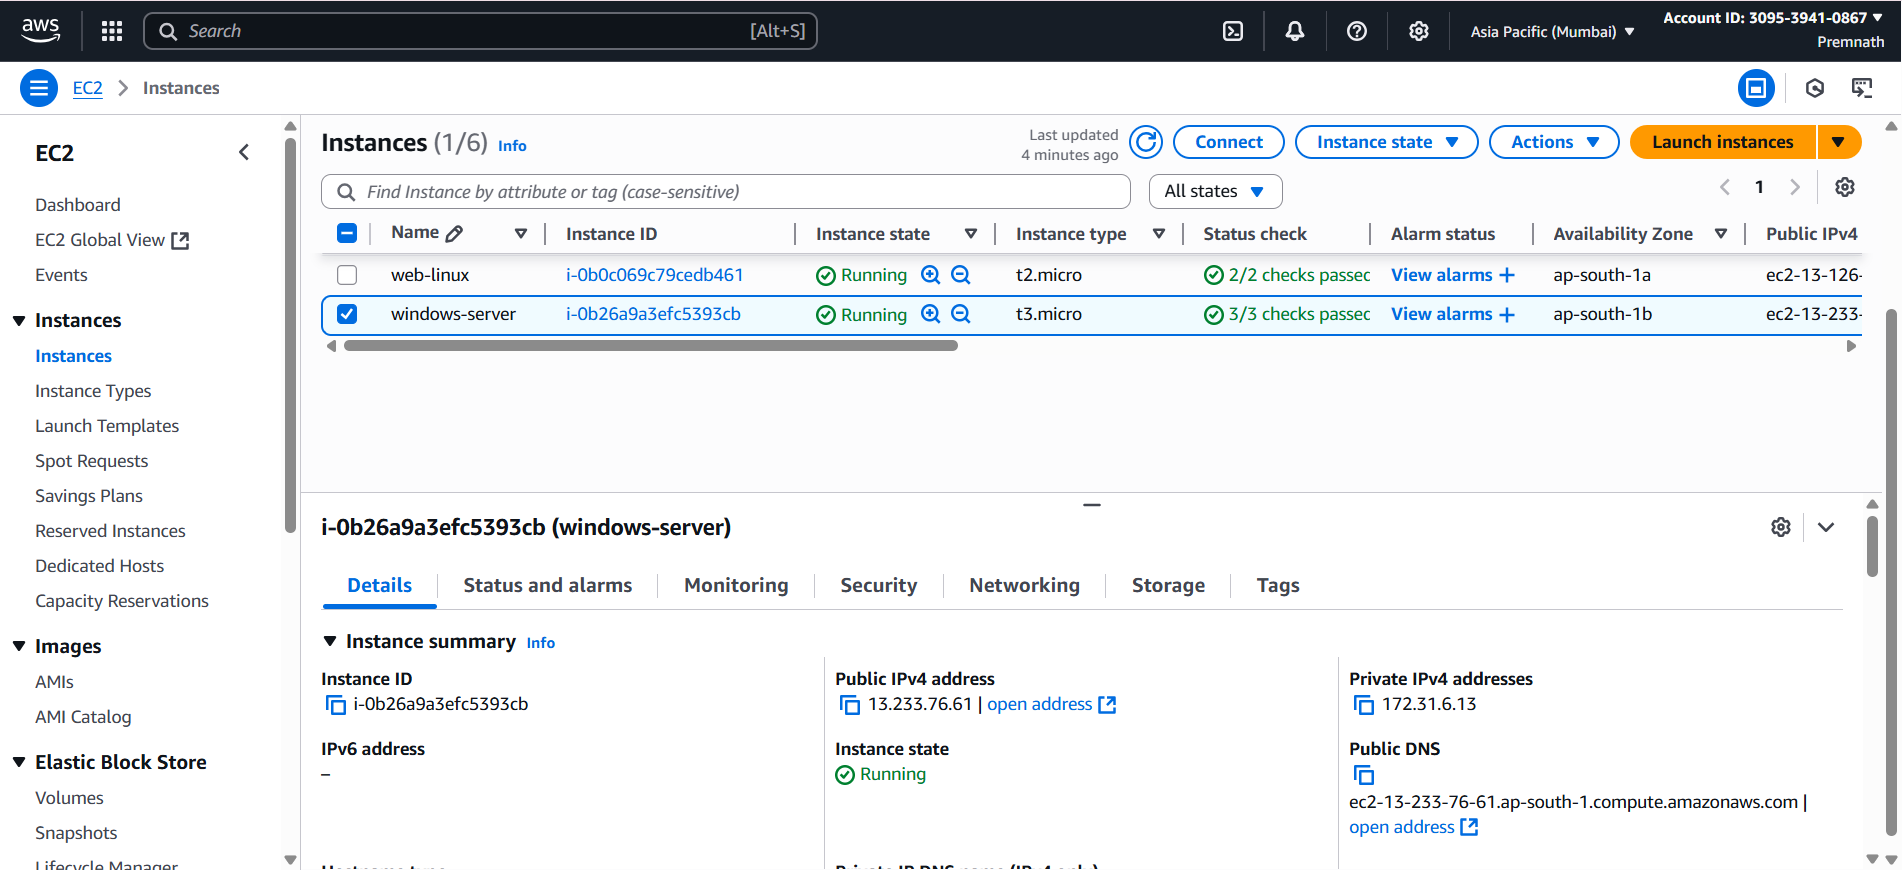 aws
Search
[Alt+S]
Asia Pacific (Mumbai)
Account ID: 3095-3941-0867
Premnath
EC2
Instances
EC2
Dashboard
EC2 Global View
Events
Instances
Instances
Instance Types
Launch Templates
Spot Requests
Savings Plans
Reserved Instances
Dedicated Hosts
Capacity Reservations
Images
AMIs
AMI Catalog
Elastic Block Store
Volumes
Snapshots
Lifecycle Manager
Instances (1/6) Info
Last updated
4 minutes ago
Connect
Instance state
Actions
Launch instances
Find Instance by attribute or tag (case-sensitive)
All states
1
Name Instance ID Instance state Instance type Status check Alarm status Availability Zone Public IPv4
web-linux i-0b0c069c79cedb461 Running t2.micro 2/2 checks passec View alarms + ap-south-1a ec2-13-126-
windows-server i-0b26a9a3efc5393cb Running t3.micro 3/3 checks passec View alarms + ap-south-1b ec2-13-233-
i-0b26a9a3efc5393cb (windows-server)
Details Status and alarms Monitoring Security Networking Storage Tags
Instance summary Info
Instance ID
i-0b26a9a3efc5393cb
Public IPv4 address
13.233.76.61 | open address
Private IPv4 addresses
172.31.6.13
IPv6 address
–
Instance state
Running
Public DNS
ec2-13-233-76-61.ap-south-1.compute.amazonaws.com |
open address